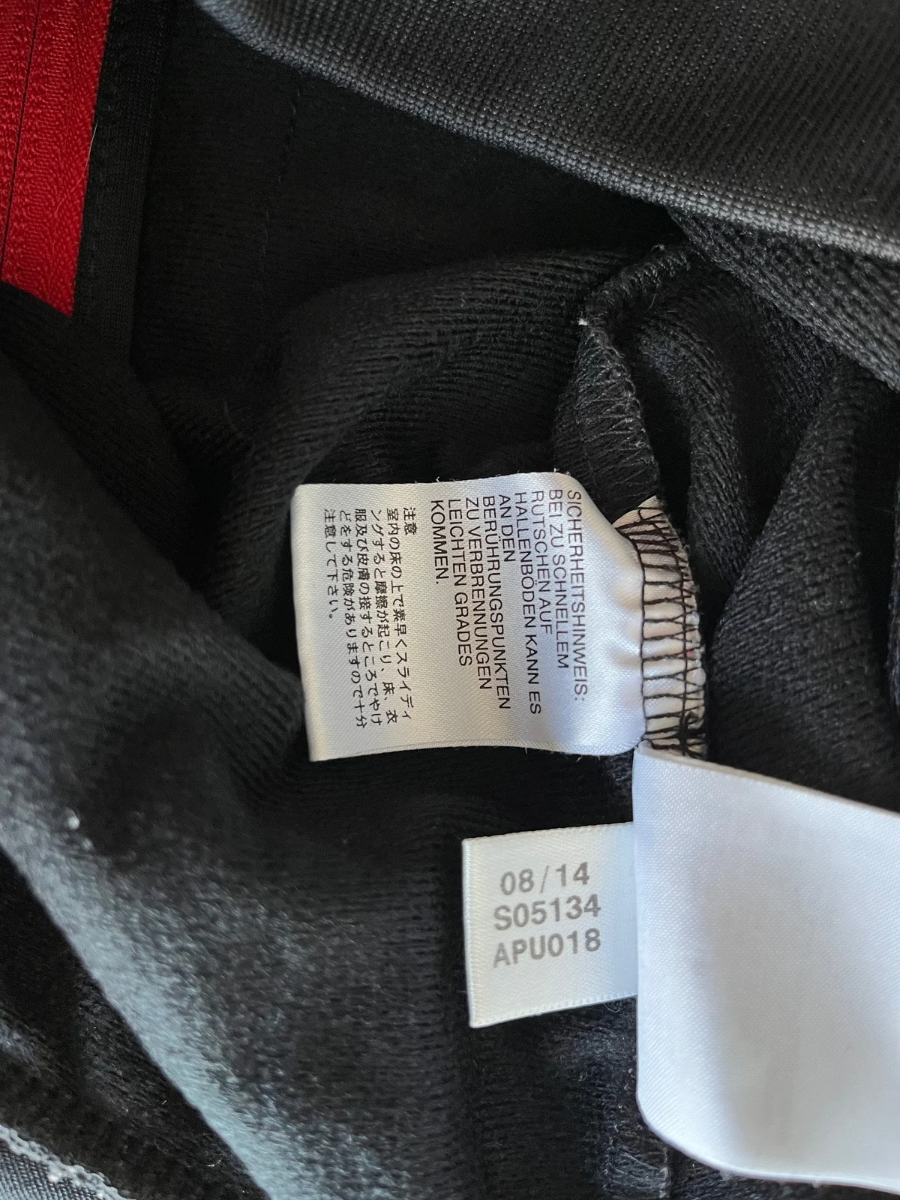 SICHERHEITSHINWEIS:
BEI ZU SCHNELLEM
RUTSCHEN AUF
HALLENBÖDEN KANN ES
AN DEN
BERÜHRUNGSPUNKTEN
ZU VERBRENNUNGEN
LEICHTEN GRADES
KOMMEN.
注意
室内の床の上で素早くスライディ
ングすると摩擦が起こり、床、衣
服及び皮膚の接するところでやけ
どをする危険がありますので十分
注意して下さい。
08/14
S05134
APU018